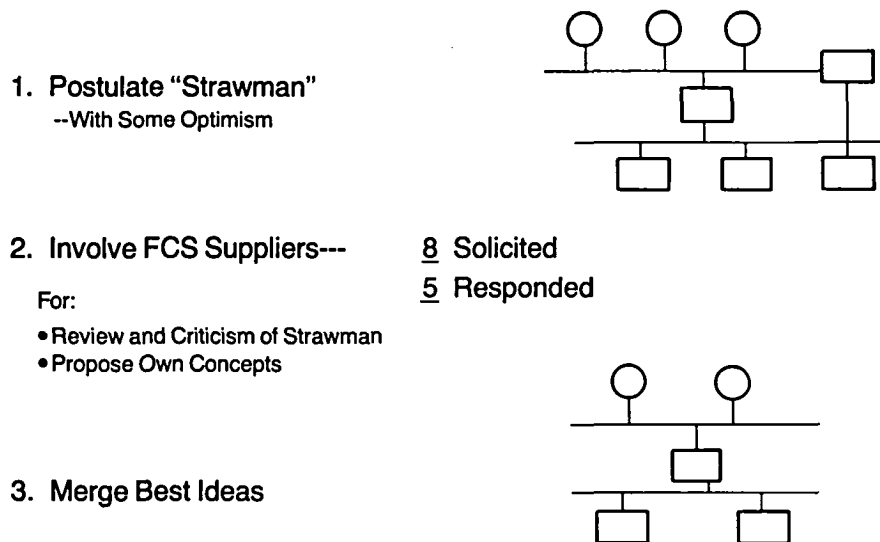 1. Postulate "Strawman"
--With Some Optimism
2. Involve FCS Suppliers---
8 Solicited
5 Responded
For:
• Review and Criticism of Strawman
• Propose Own Concepts
3. Merge Best Ideas